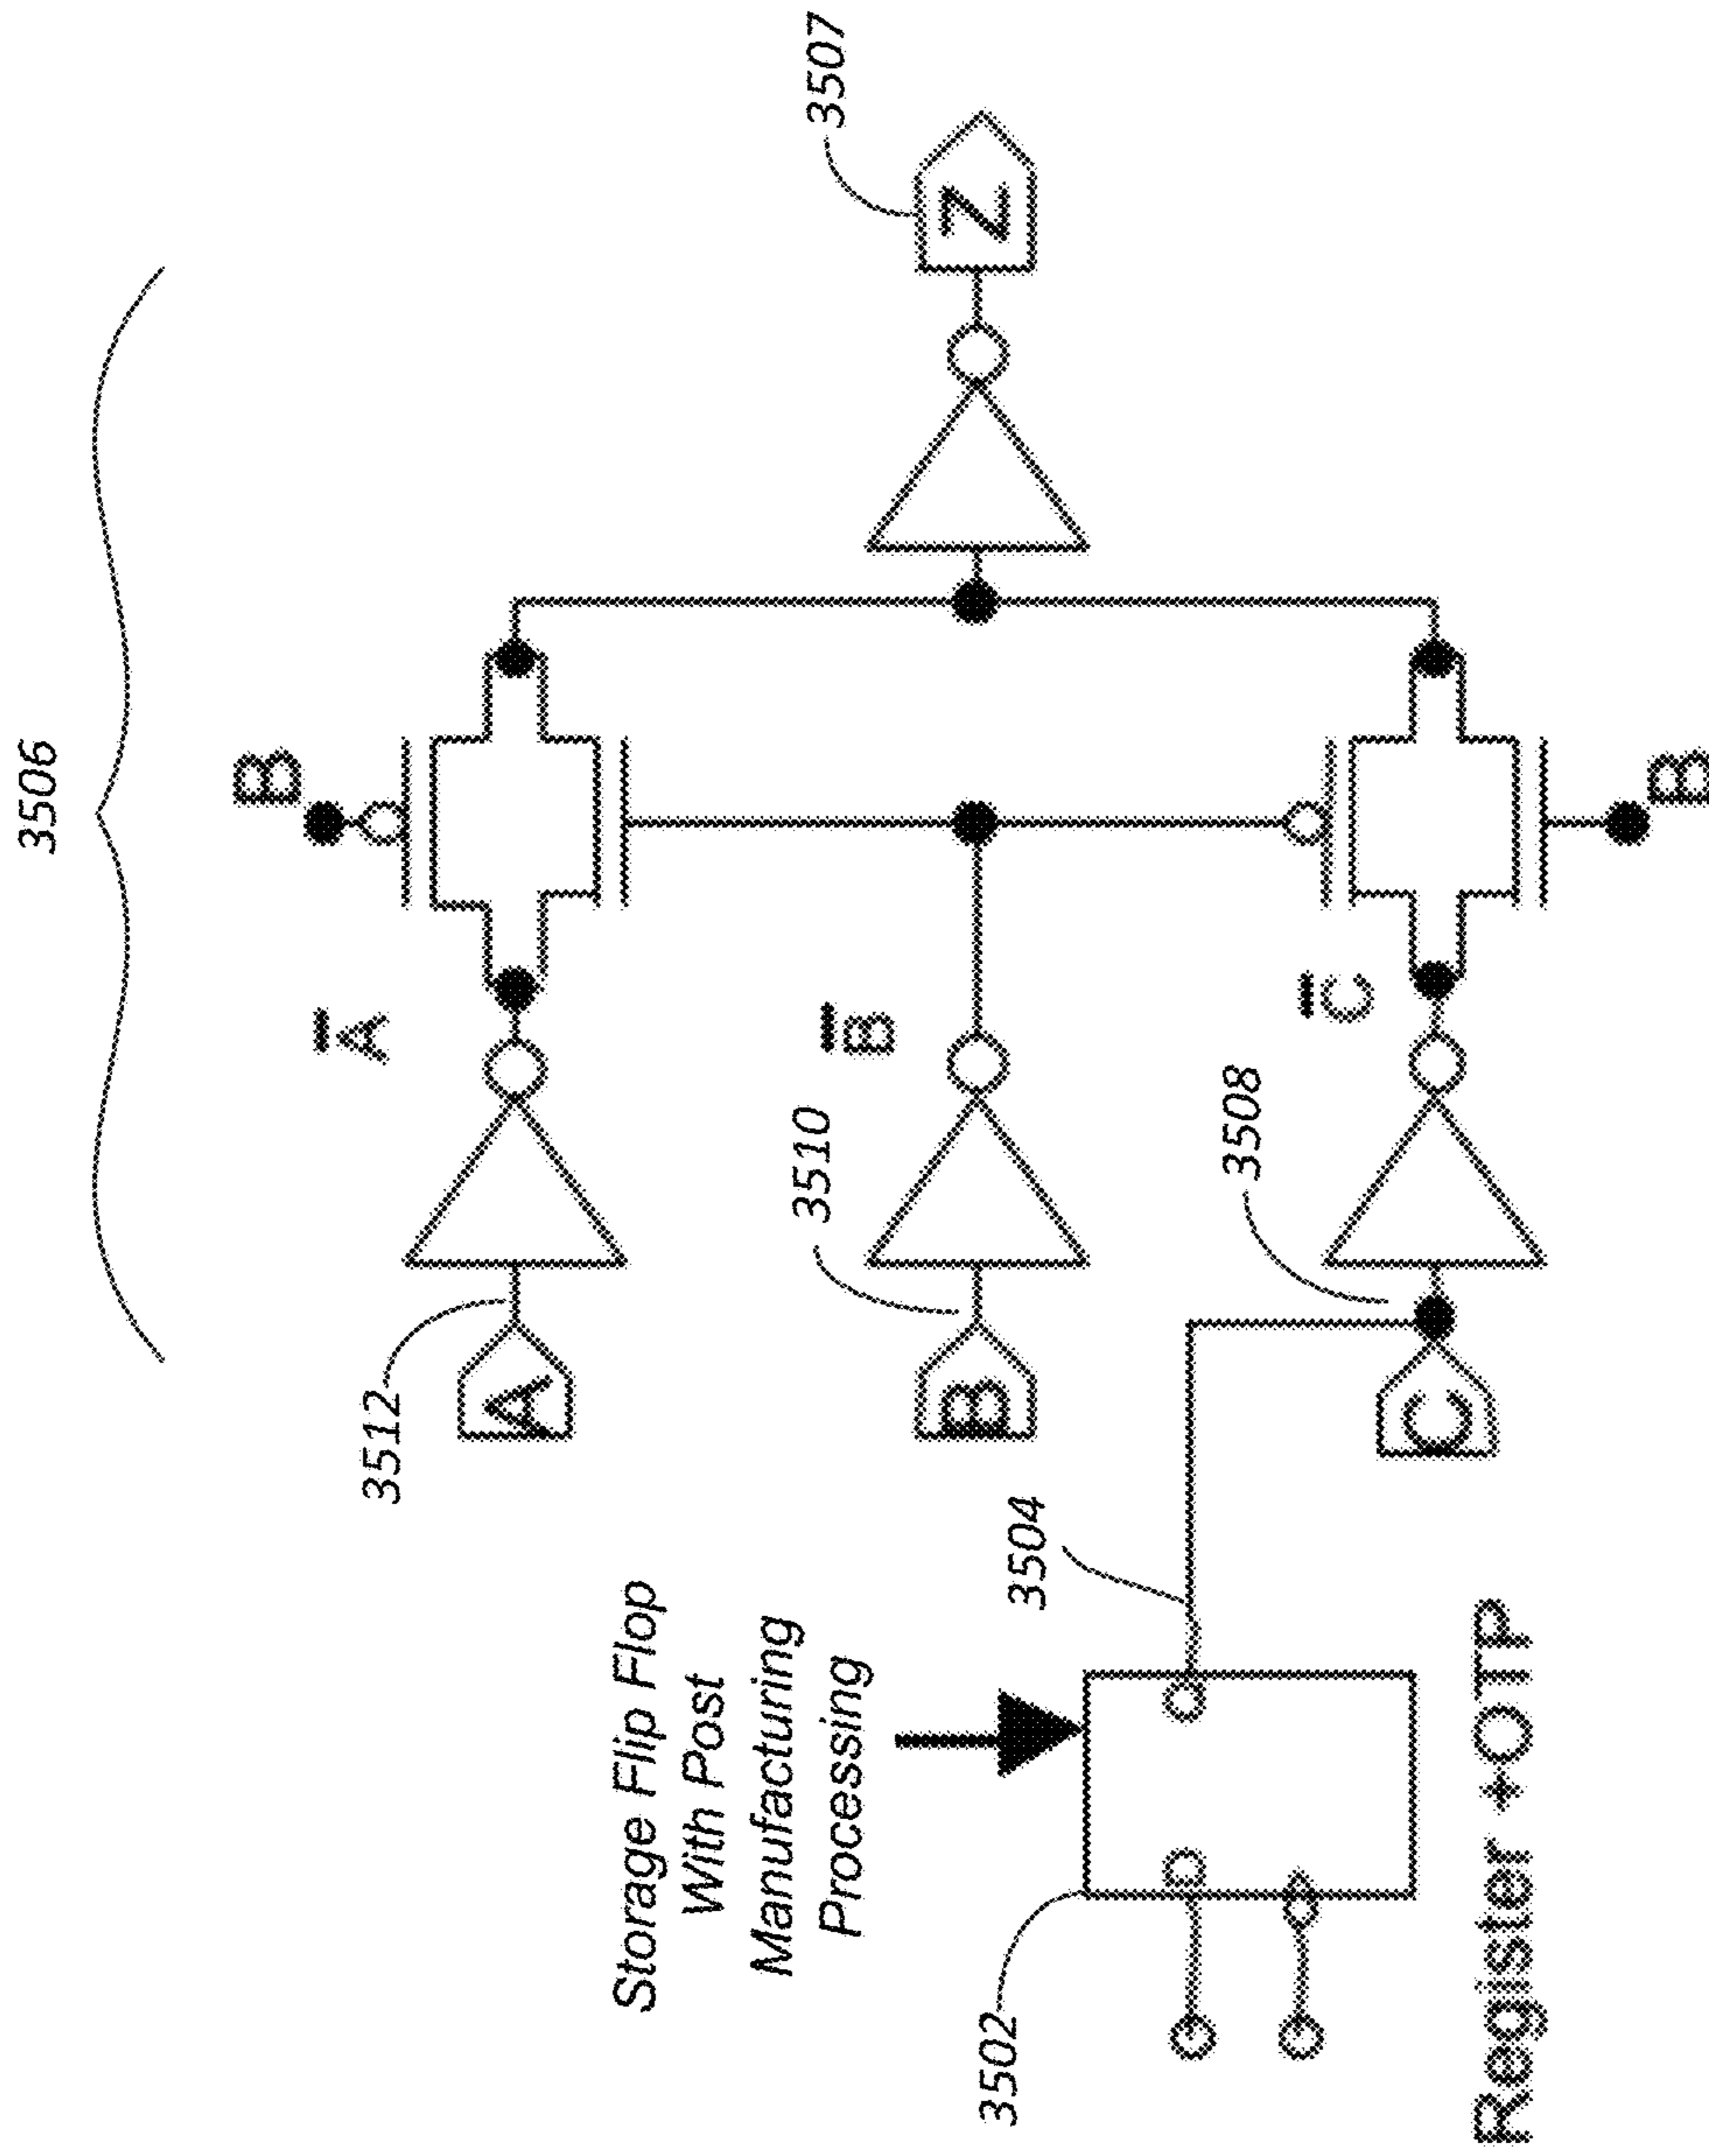 3506
B
A̅
3512
A
3507
Z
3510
B̅
B
Storage Flip Flop
With Post
Manufacturing
Processing
3504
3508
C̅
C
B
3502
Register +OTP